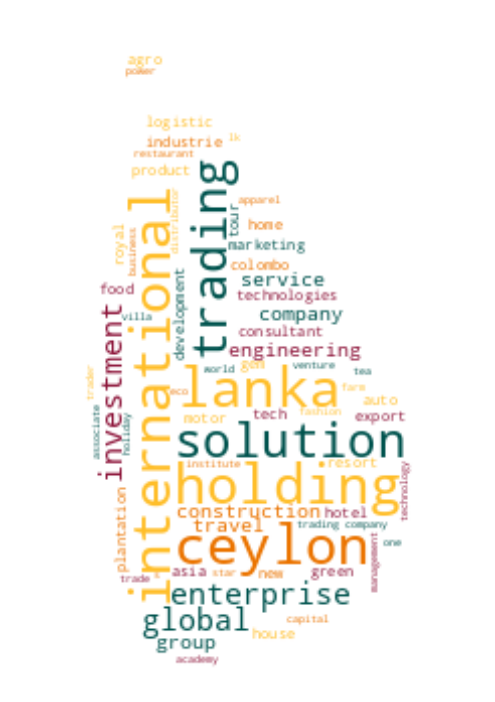 agro
power
logistic
industrie
lk
restaurant
product
trading
international
distributor
apparel
tour
home
royal
business
marketing
colombo
development
service
food
technologies
villa
company
investment
consultant
engineering
world
gem
venture
tea
trader
lanka
eco
farm
auto
associate
holiday
motor
tech
fashion
export
solution
institute
resort
technology
holding
plantation
construction
hotel
travel
trading company
ceylon
management
one
trade
asia
star
new
green
enterprise
global
capital
house
group
academy